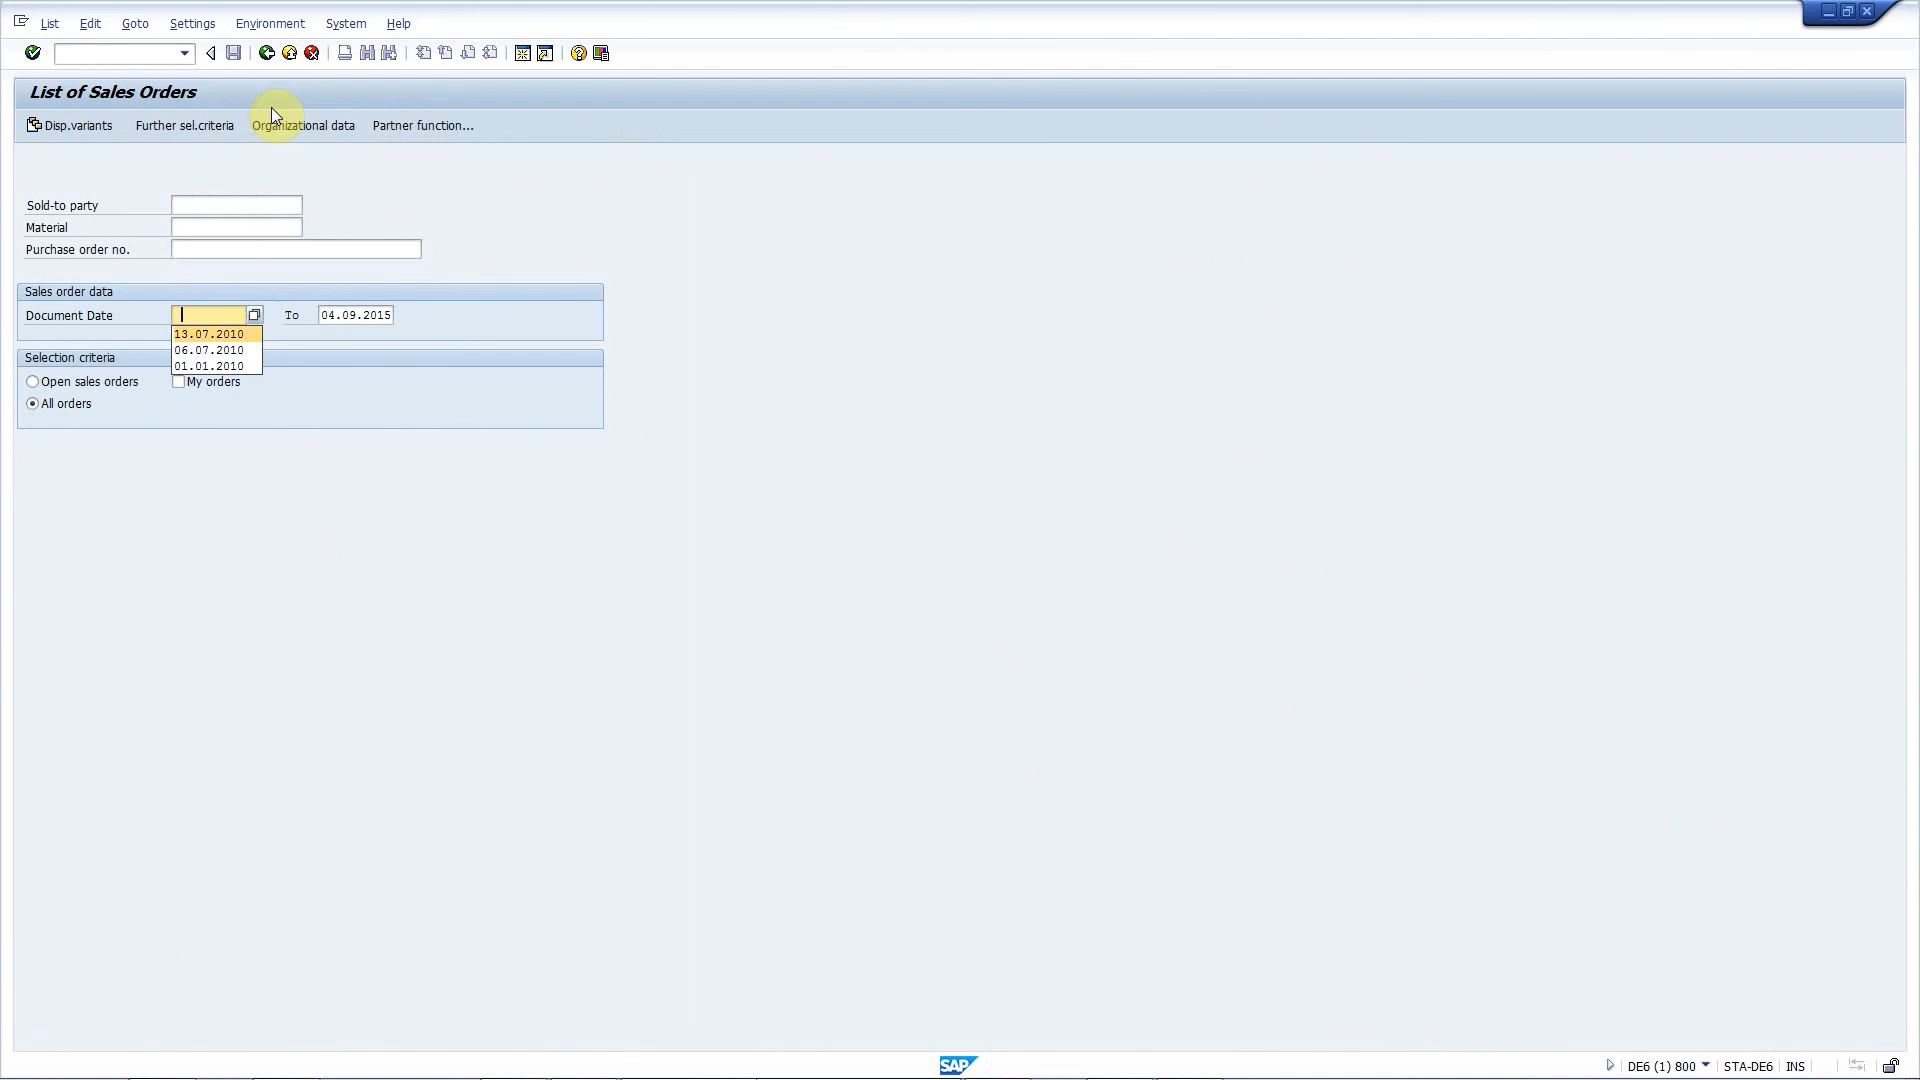 List Edit Goto Settings Environment System Help
List of Sales Orders
Disp.variants Further sel.criteria Organizational data Partner function...
Sold-to party
Material
Purchase order no.
Sales order data
Document Date To 04.09.2015
13.07.2010
06.07.2010
01.01.2010
Selection criteria
Open sales orders My orders
All orders
SAP DE6 (1) 800 STA-DE6 INS